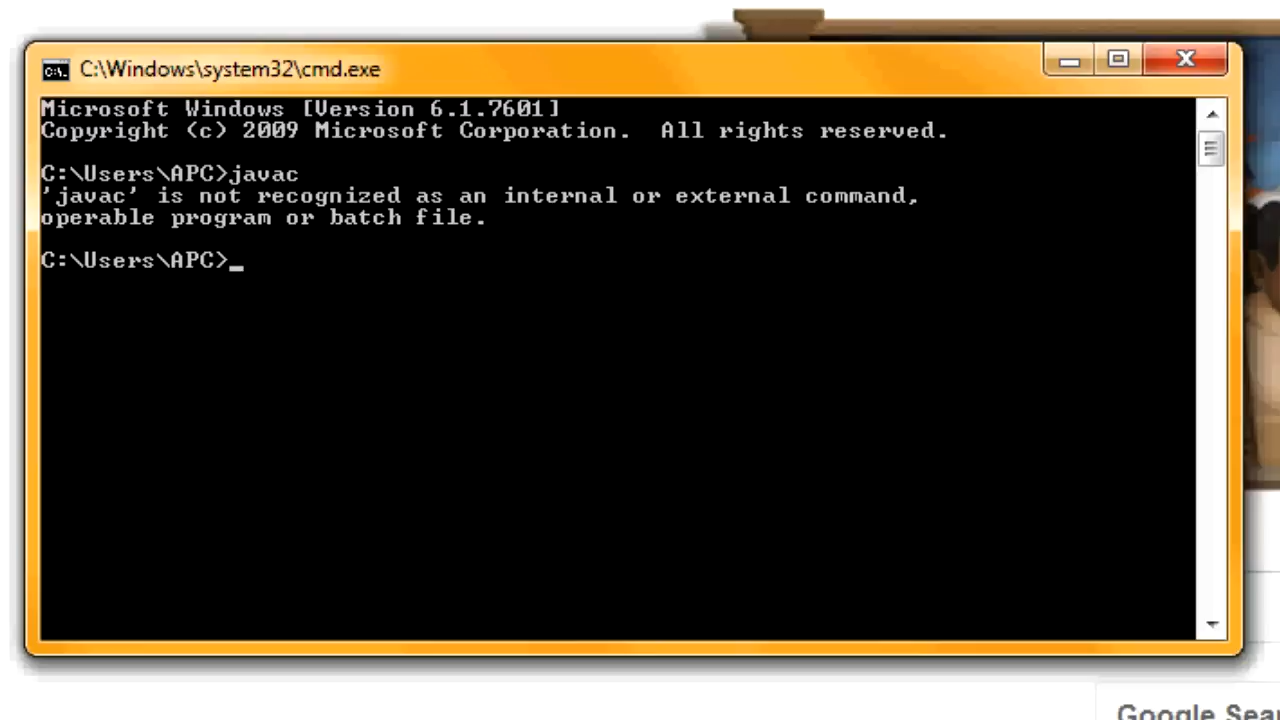 C:\Windows\system32\cmd.exe
Microsoft Windows [Version 6.1.7601]
Copyright (c) 2009 Microsoft Corporation.  All rights reserved.
C:\Users\APC>javac
'javac' is not recognized as an internal or external command,
operable program or batch file.
C:\Users\APC>_
Google